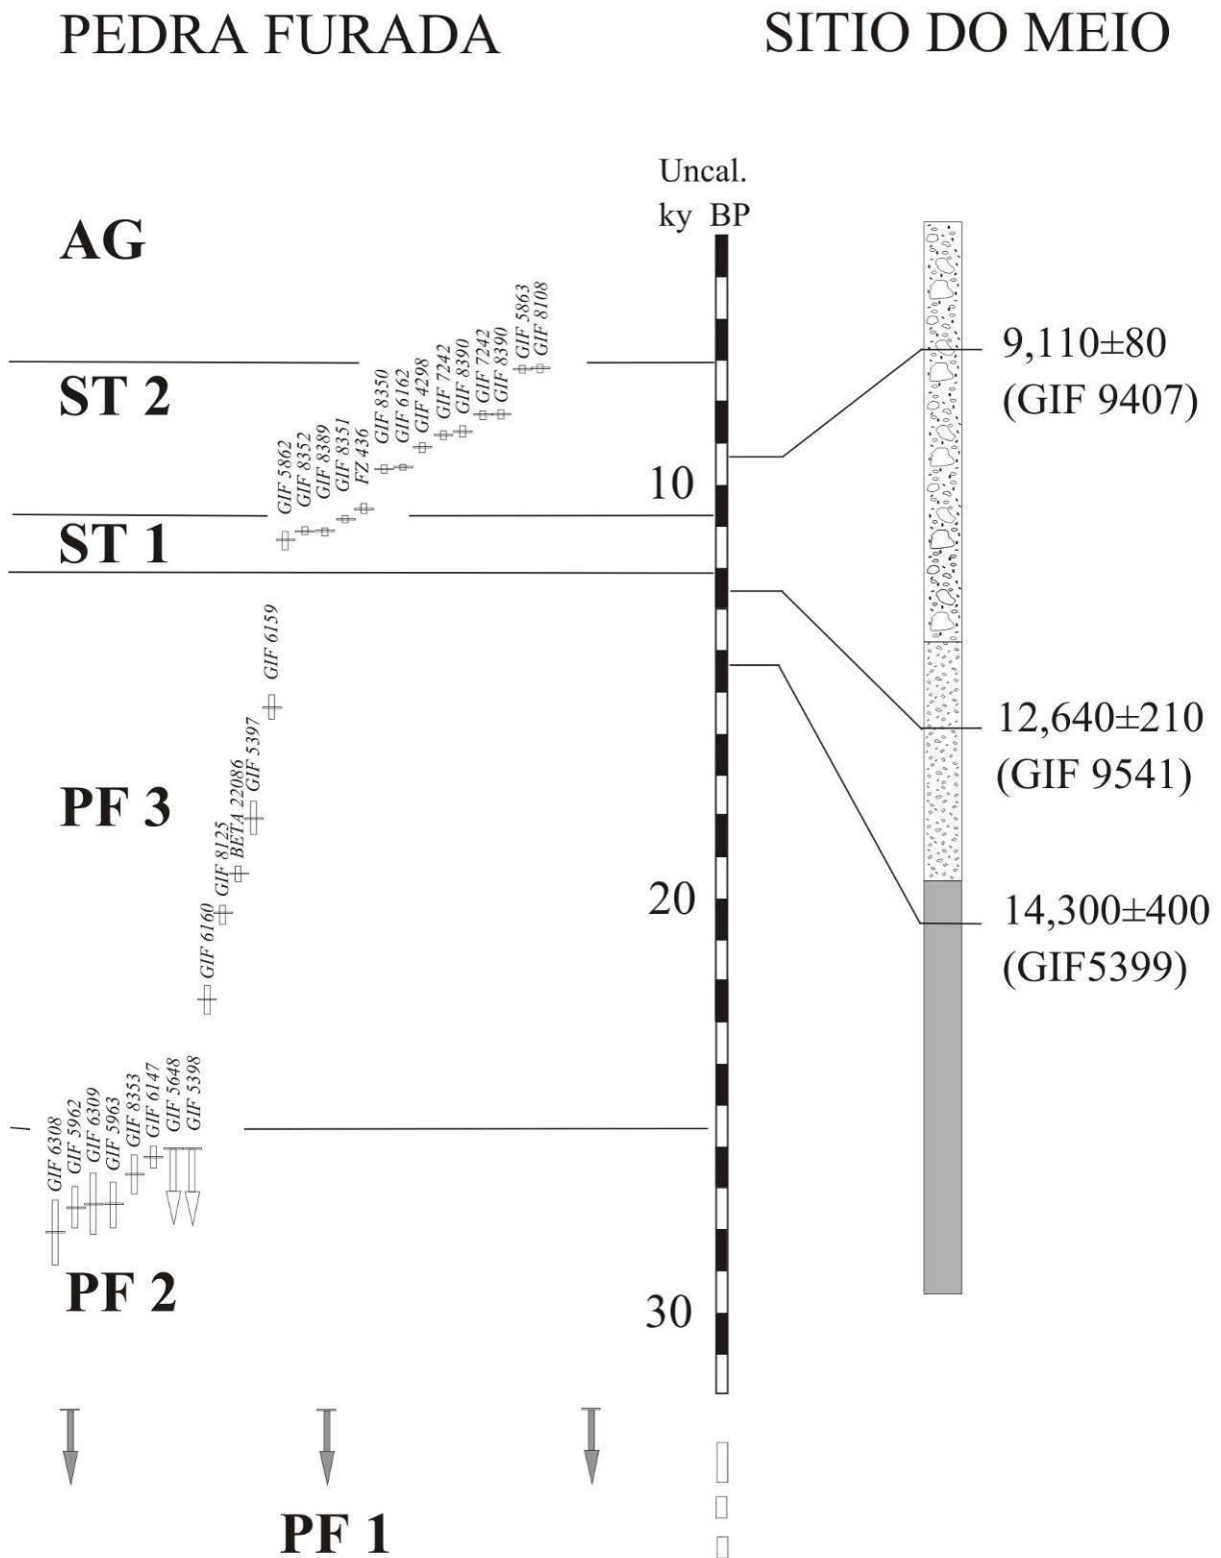 PEDRA FURADA
SITIO DO MEIO
Uncal.
ky BP
AG
GIF 5863
GIF 8108
9,110±80
(GIF 9407)
ST 2
GIF 8350
GIF 6162
GIF 4298
GIF 7242
GIF 8390
GIF 7242
GIF 8390
GIF 5862
GIF 8352
GIF 8389
GIF 8351
FZ 436
10
ST 1
GIF 6159
12,640±210
(GIF 9541)
PF 3
GIF 6160
GIF 8125
BETA 22086
GIF 5397
20
14,300±400
(GIF5399)
GIF 6308
GIF 5962
GIF 6309
GIF 5963
GIF 8353
GIF 6147
GIF 5648
GIF 5398
PF 2
30
PF 1